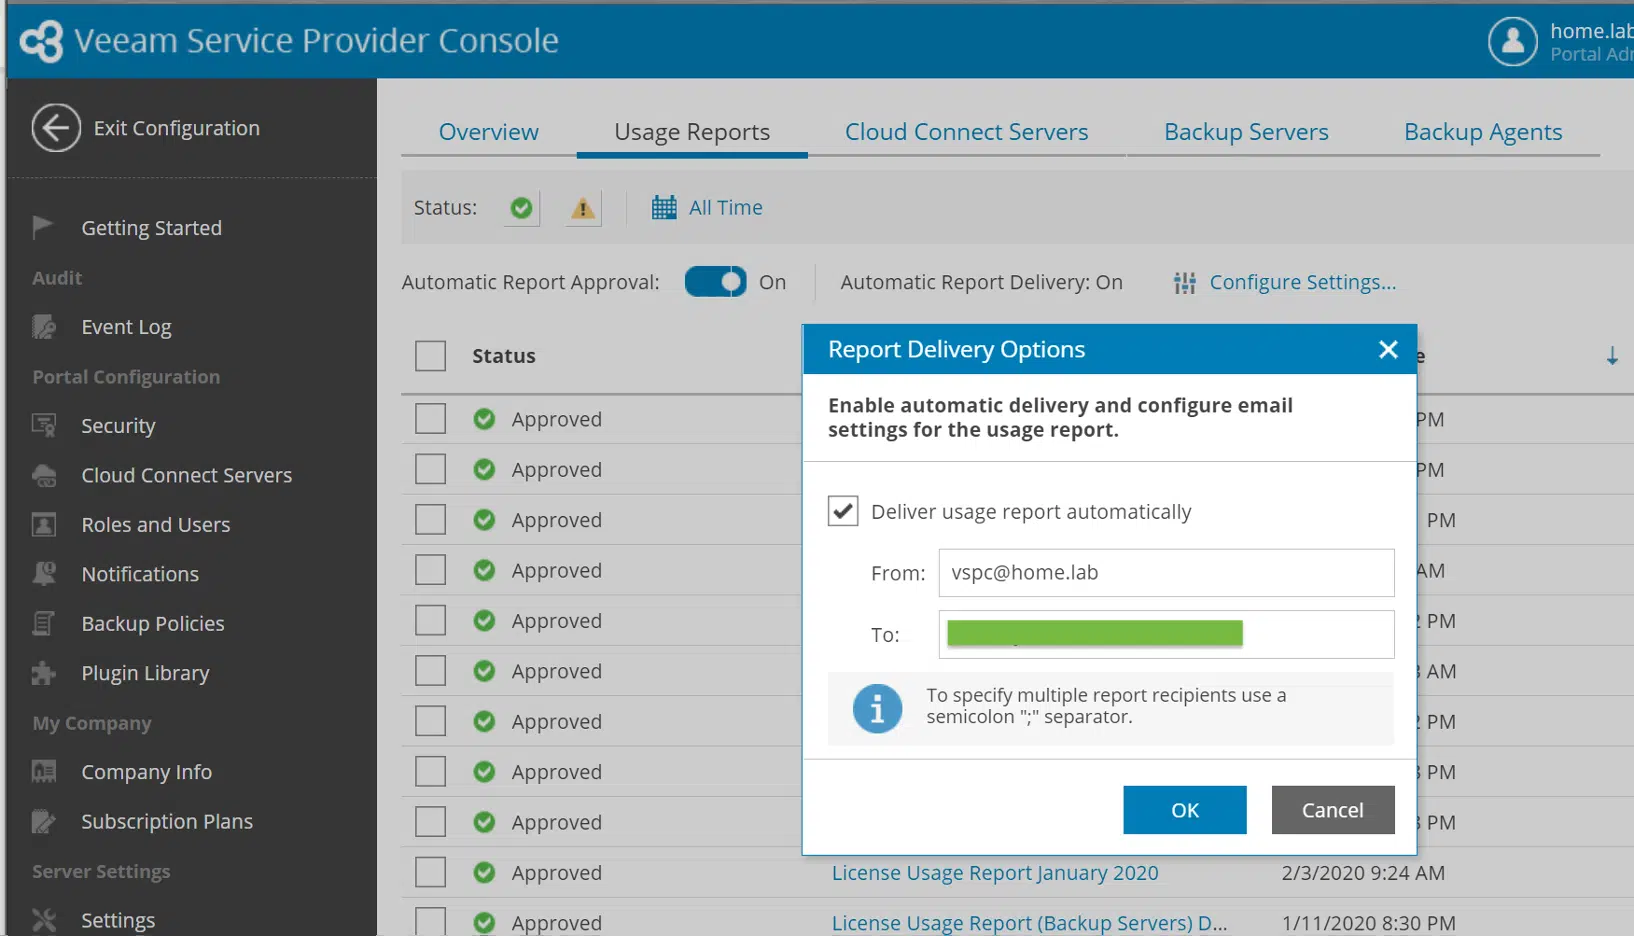 Veeam Service Provider Console
home.lab
Portal Adm
Exit Configuration
Getting Started
Audit
Event Log
Portal Configuration
Security
Cloud Connect Servers
Roles and Users
Notifications
Backup Policies
Plugin Library
My Company
Company Info
Subscription Plans
Server Settings
Settings
Overview
Usage Reports
Cloud Connect Servers
Backup Servers
Backup Agents
Status:
All Time
Automatic Report Approval:
On
Automatic Report Delivery: On
Configure Settings...
Status
e
Approved
PM
Approved
PM
Approved
PM
Approved
AM
Approved
2 PM
Approved
AM
Approved
2 PM
Approved
PM
Approved
PM
Approved
License Usage Report January 2020
2/3/2020 9:24 AM
Approved
License Usage Report (Backup Servers) D...
1/11/2020 8:30 PM
Report Delivery Options
Enable automatic delivery and configure email
settings for the usage report.
Deliver usage report automatically
From:
vspc@home.lab
To:
To specify multiple report recipients use a
semicolon ";" separator.
OK
Cancel